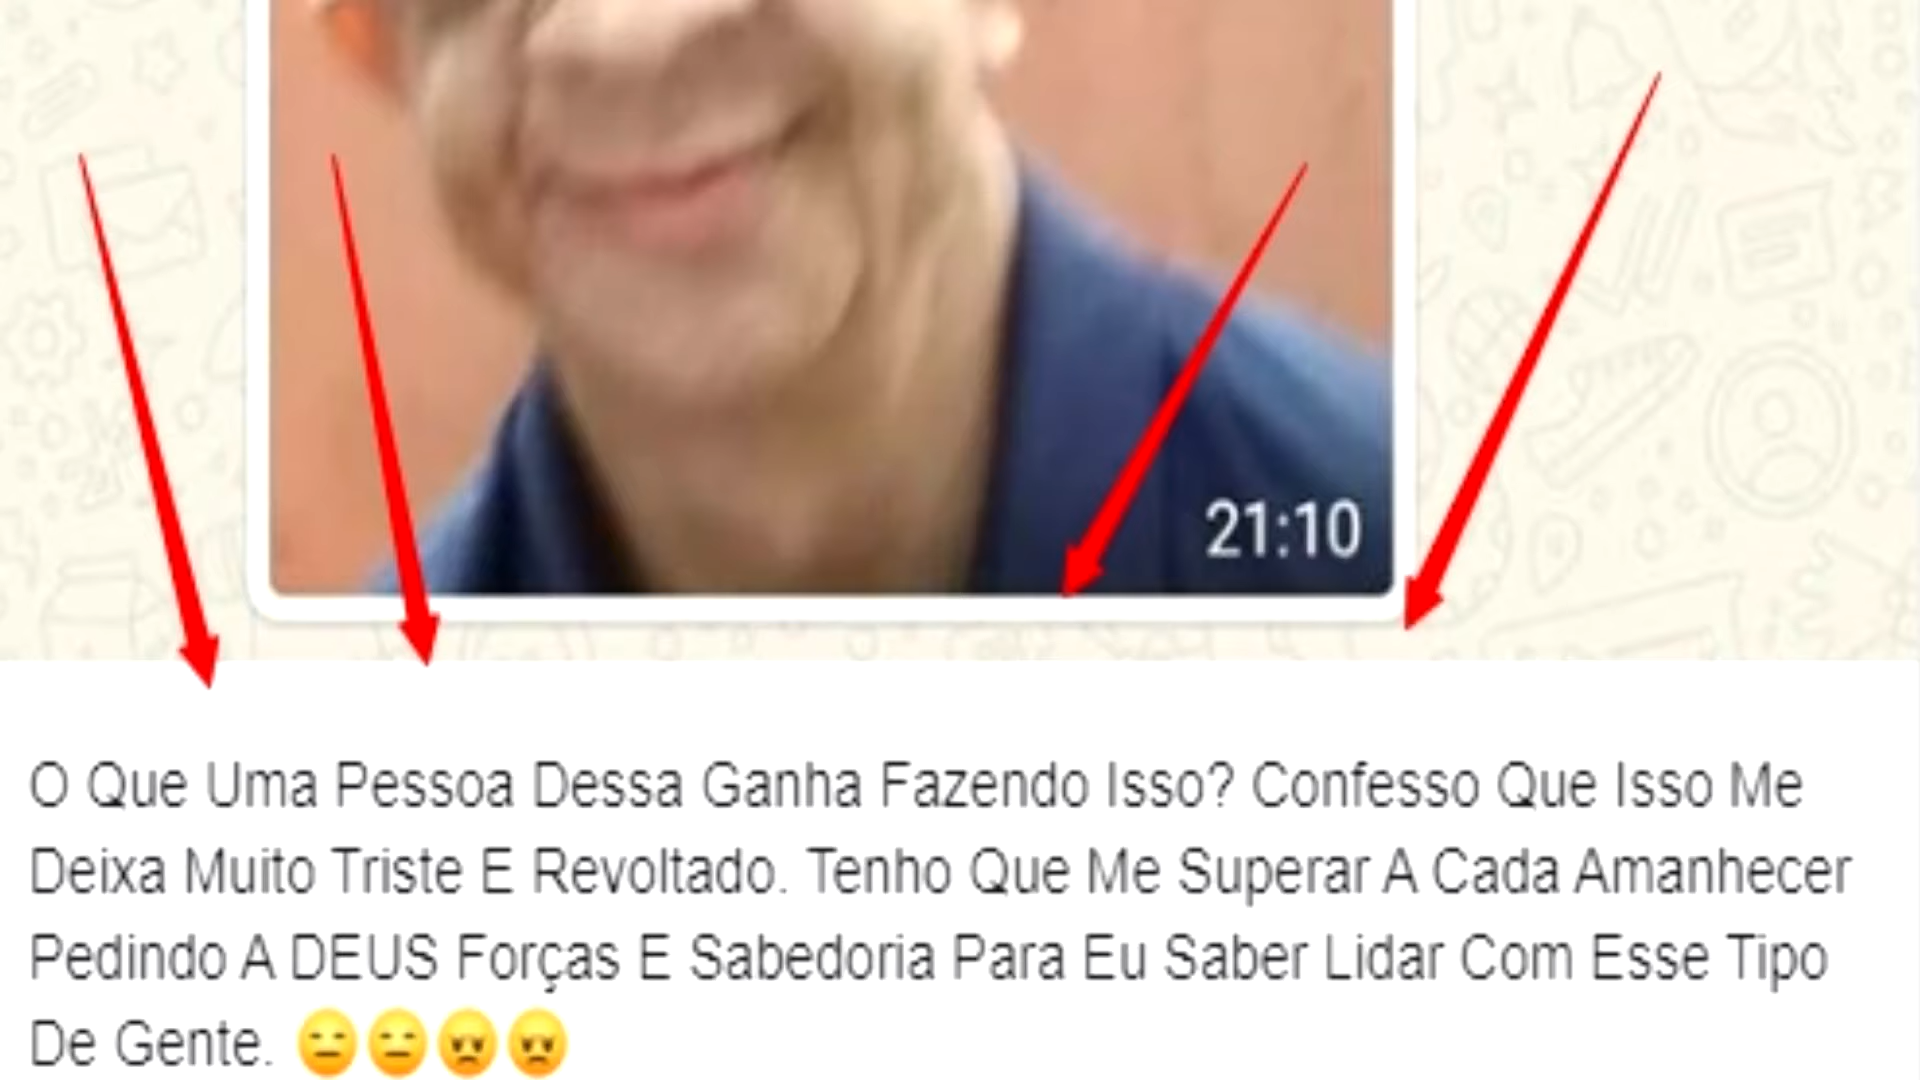 21:10
O Que Uma Pessoa Dessa Ganha Fazendo Isso? Confesso Que Isso Me
Deixa Muito Triste E Revoltado. Tenho Que Me Superar A Cada Amanhecer
Pedindo A DEUS Forças E Sabedoria Para Eu Saber Lidar Com Esse Tipo
De Gente. 😑😑😠😠